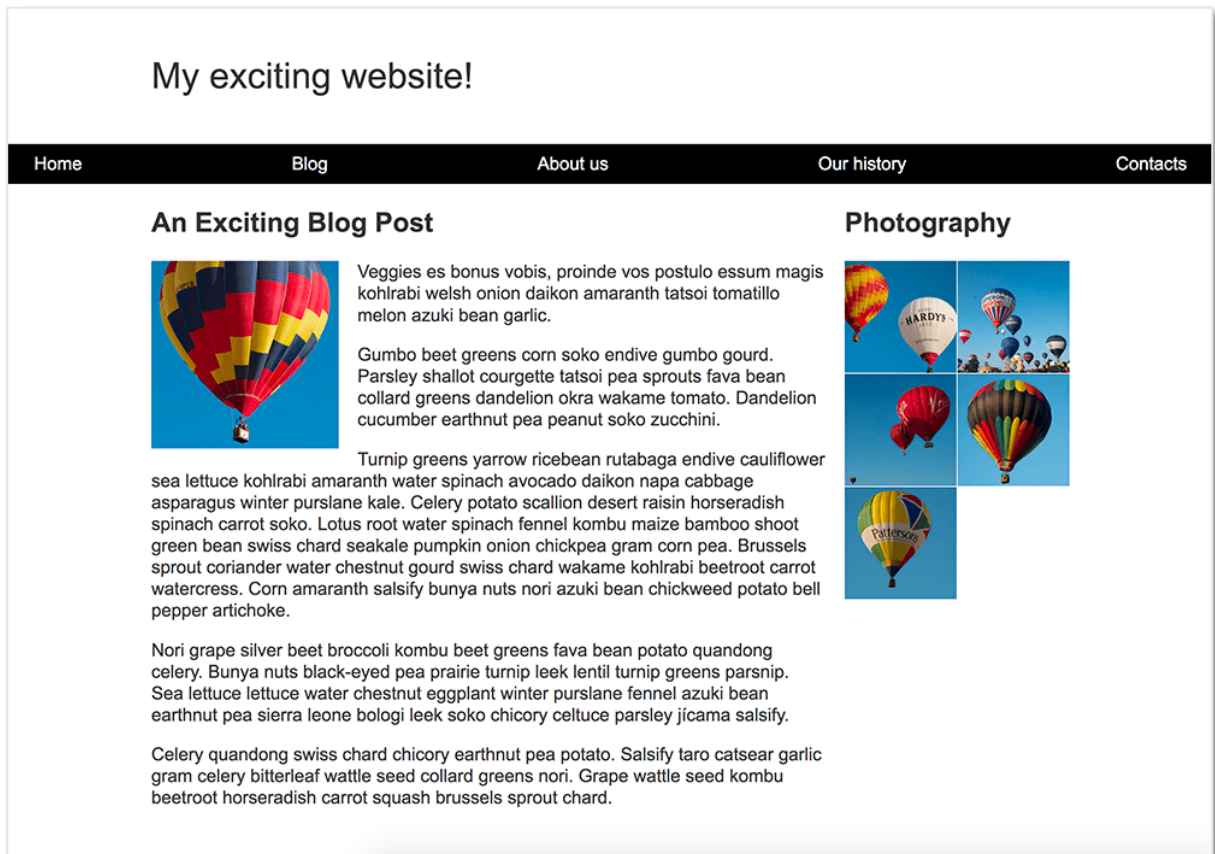 My exciting website!
Home Blog About us Our history Contacts
An Exciting Blog Post
Veggies es bonus vobis, proinde vos postulo essum magis
kohlrabi welsh onion daikon amaranth tatsoi tomatillo
melon azuki bean garlic.
Gumbo beet greens corn soko endive gumbo gourd.
Parsley shallot courgette tatsoi pea sprouts fava bean
collard greens dandelion okra wakame tomato. Dandelion
cucumber earthnut pea peanut soko zucchini.
Turnip greens yarrow ricebean rutabaga endive cauliflower
sea lettuce kohlrabi amaranth water spinach avocado daikon napa cabbage
asparagus winter purslane kale. Celery potato scallion desert raisin horseradish
spinach carrot soko. Lotus root water spinach fennel kombu maize bamboo shoot
green bean swiss chard seakale pumpkin onion chickpea gram corn pea. Brussels
sprout coriander water chestnut gourd swiss chard wakame kohlrabi beetroot carrot
watercress. Corn amaranth salsify bunya nuts nori azuki bean chickweed potato bell
pepper artichoke.
Nori grape silver beet broccoli kombu beet greens fava bean potato quandong
celery. Bunya nuts black-eyed pea prairie turnip leek lentil turnip greens parsnip.
Sea lettuce lettuce water chestnut eggplant winter purslane fennel azuki bean
earthnut pea sierra leone bologi leek soko chicory celtuce parsley jícama salsify.
Celery quandong swiss chard chicory earthnut pea potato. Salsify taro catsear garlic
gram celery bitterleaf wattle seed collard greens nori. Grape wattle seed kombu
beetroot horseradish carrot squash brussels sprout chard.
Photography
HARDYS
Pattersons